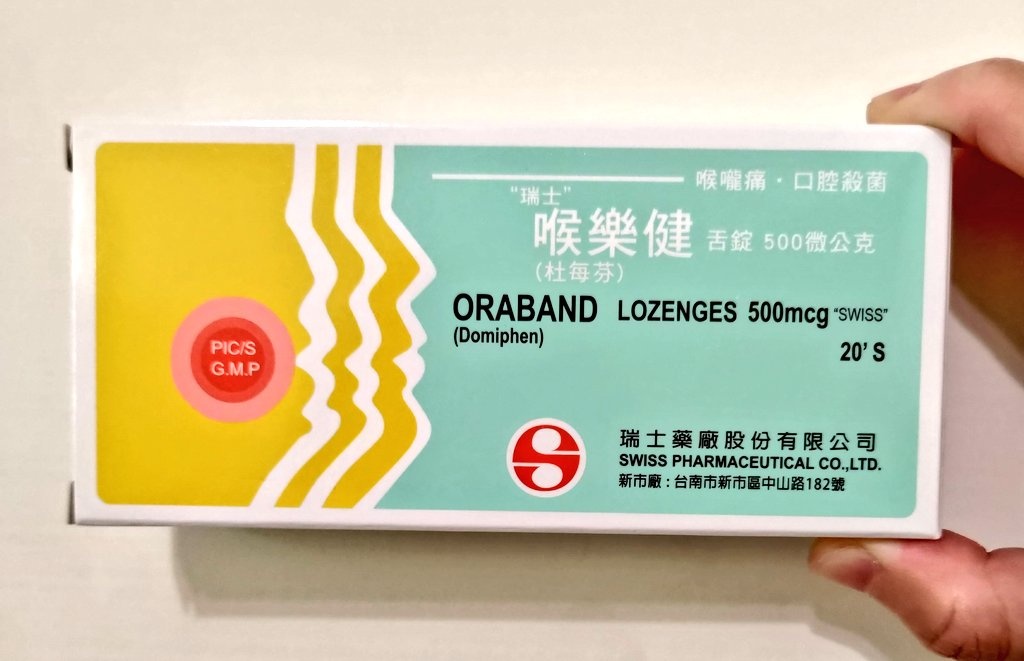 喉嚨痛・口腔殺菌
“瑞士”
喉樂健 舌錠 500微公克
(杜每芬)
ORABAND LOZENGES 500mcg “SWISS”
(Domiphen)
20’ S
PIC/S
G.M.P
瑞士藥廠股份有限公司
SWISS PHARMACEUTICAL CO.,LTD.
新市廠：台南市新市區中山路182號